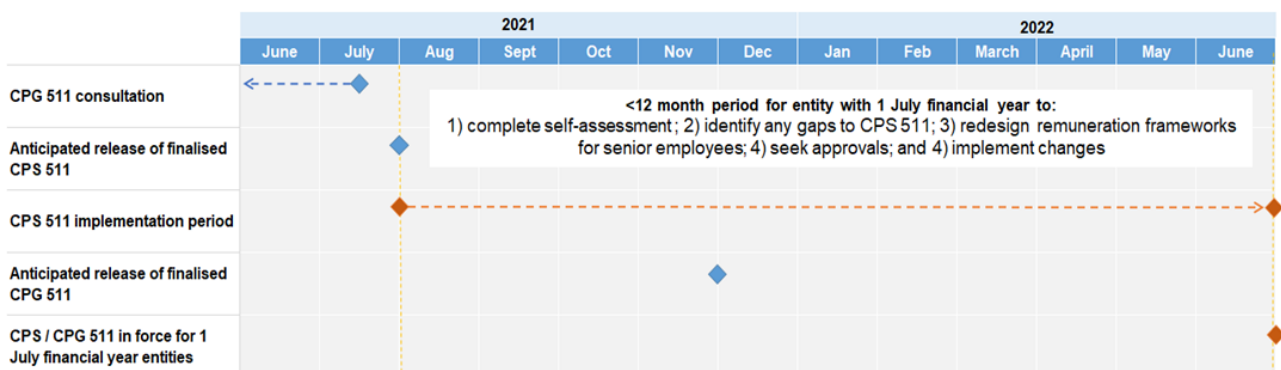 2021
2022
June July Aug Sept Oct Nov Dec Jan Feb March April May June
CPG 511 consultation
<12 month period for entity with 1 July financial year to:
1) complete self-assessment; 2) identify any gaps to CPS 511; 3) redesign remuneration frameworks
for senior employees; 4) seek approvals; and 4) implement changes
Anticipated release of finalised
CPS 511
CPS 511 implementation period
Anticipated release of finalised
CPG 511
CPS / CPG 511 in force for 1
July financial year entities